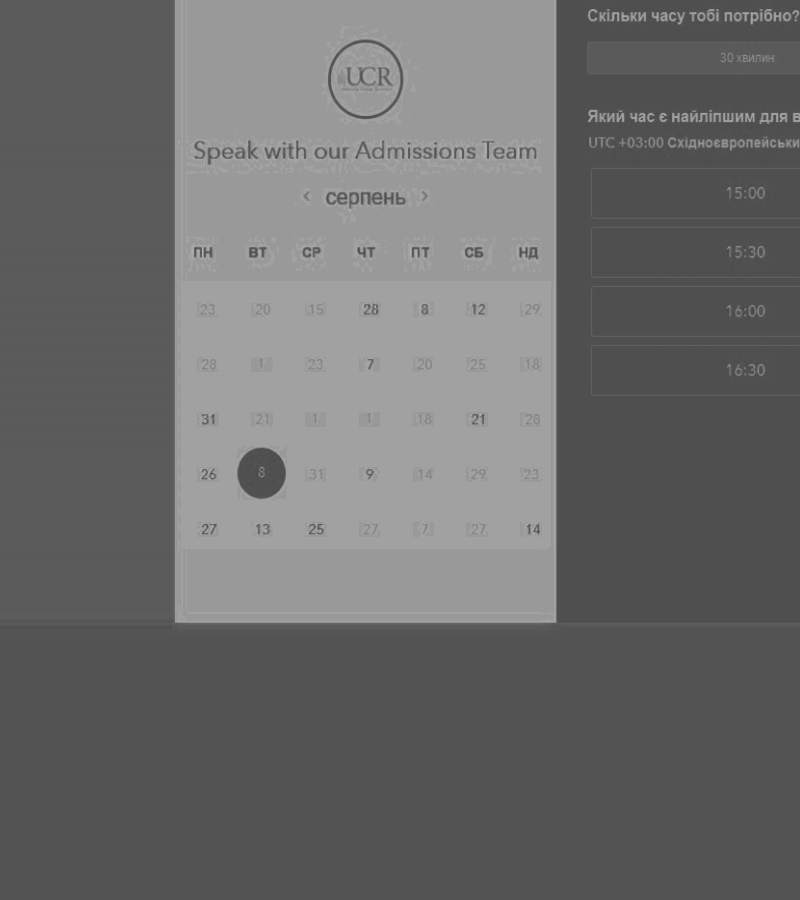 UCR
Speak with our Admissions Team
‹ серпень ›
ПН ВТ СР ЧТ ПТ СБ НД
23 20 15 28 8 12 29
28 1 23 7 20 25 18
31 21 1 1 18 21 28
26 8 31 9 14 29 23
27 13 25 27 7 27 14
Скільки часу тобі потрібно?
30 хвилин
Який час є найліпшим для в
UTC +03:00 Східноєвропейськи
15:00
15:30
16:00
16:30